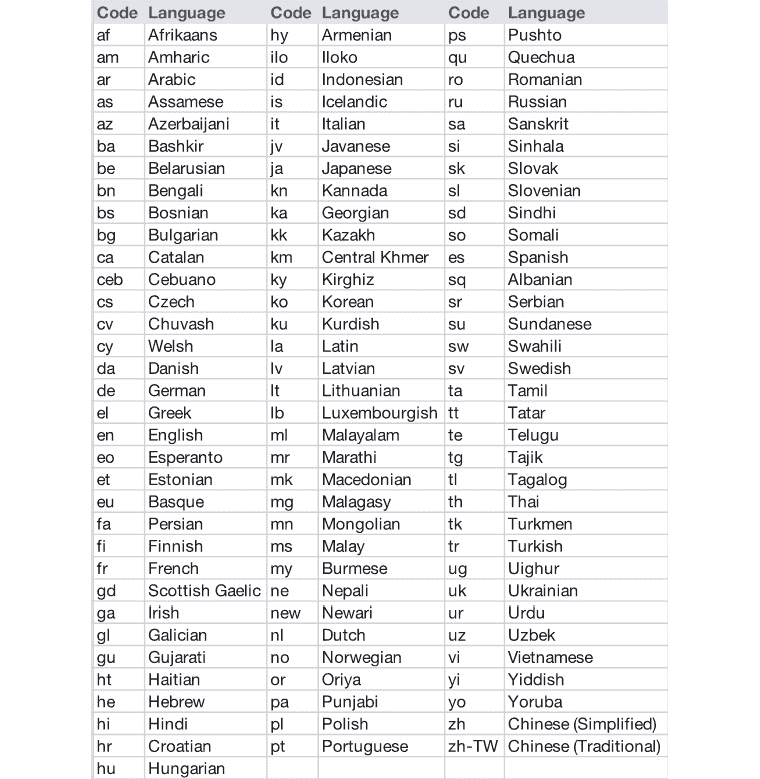 Code Language Code Language Code Language
af Afrikaans hy Armenian ps Pushto
am Amharic ilo Iloko qu Quechua
ar Arabic id Indonesian ro Romanian
as Assamese is Icelandic ru Russian
az Azerbaijani it Italian sa Sanskrit
ba Bashkir jv Javanese si Sinhala
be Belarusian ja Japanese sk Slovak
bn Bengali kn Kannada sl Slovenian
bs Bosnian ka Georgian sd Sindhi
bg Bulgarian kk Kazakh so Somali
ca Catalan km Central Khmer es Spanish
ceb Cebuano ky Kirghiz sq Albanian
cs Czech ko Korean sr Serbian
cv Chuvash ku Kurdish su Sundanese
cy Welsh la Latin sw Swahili
da Danish lv Latvian sv Swedish
de German lt Lithuanian ta Tamil
el Greek lb Luxembourgish tt Tatar
en English ml Malayalam te Telugu
eo Esperanto mr Marathi tg Tajik
et Estonian mk Macedonian tl Tagalog
eu Basque mg Malagasy th Thai
fa Persian mn Mongolian tk Turkmen
fi Finnish ms Malay tr Turkish
fr French my Burmese ug Uighur
gd Scottish Gaelic ne Nepali uk Ukrainian
ga Irish new Newari ur Urdu
gl Galician nl Dutch uz Uzbek
gu Gujarati no Norwegian vi Vietnamese
ht Haitian or Oriya yi Yiddish
he Hebrew pa Punjabi yo Yoruba
hi Hindi pl Polish zh Chinese (Simplified)
hr Croatian pt Portuguese zh-TW Chinese (Traditional)
hu Hungarian